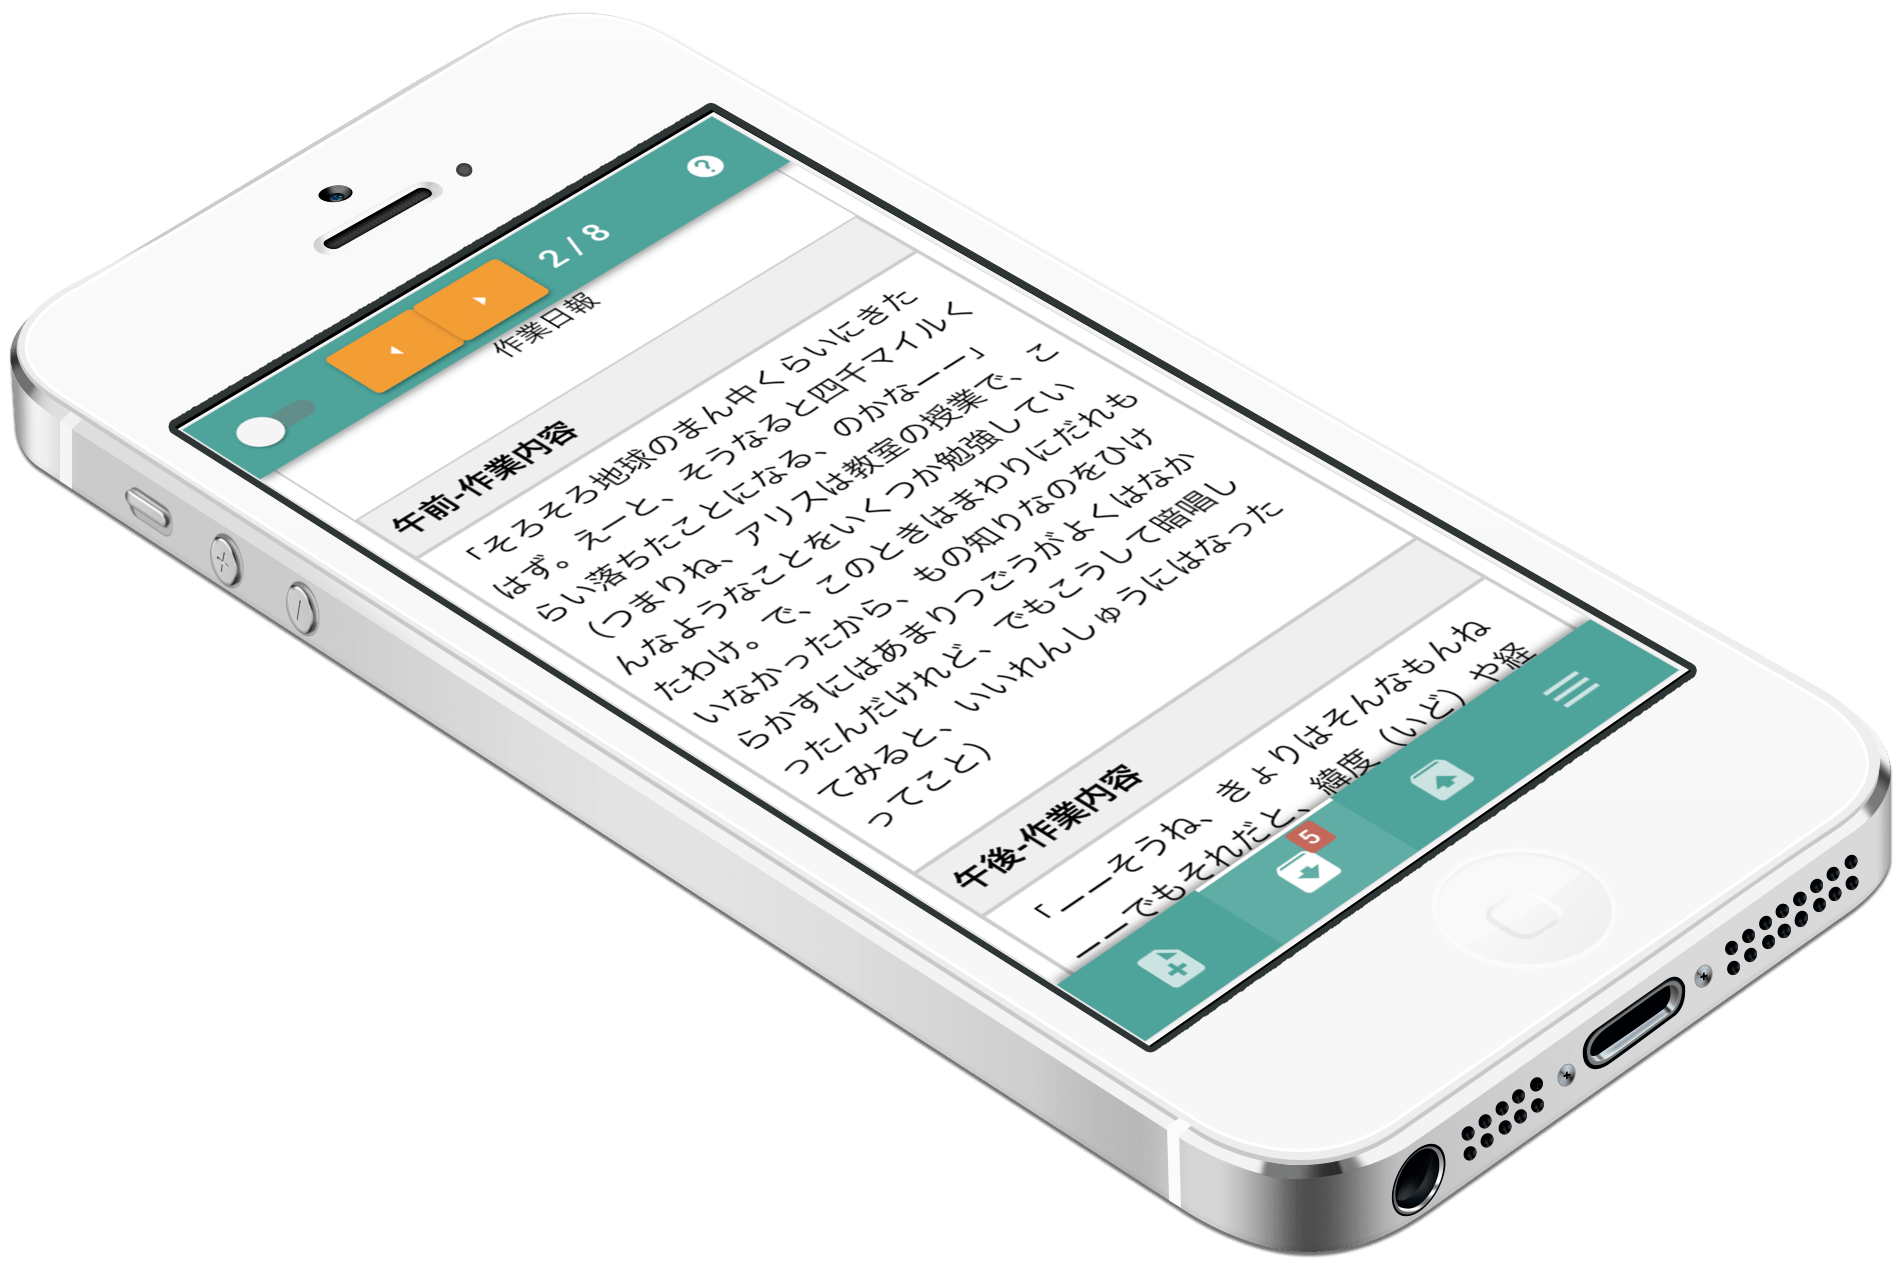 2 / 8
作業日報
午前-作業内容
「そろそろ地球のまん中くらいにきた
はず。えーと、そうなると四千マイルく
らい落ちたことになる、のかなーー」
（つまりね、アリスは教室の授業で、こ
んなようなことをいくつか勉強してい
たわけ。で、このときはまわりにだれも
いなかったから、もの知りなのをひけ
らかすにはあまりつごうがよくはなか
ったんだけれど、でもこうして暗唱し
てみると、いいれんしゅうにはなった
ってこと）
午後-作業内容
「ーーそうね、きょりはそんなもんね
ーーでもそれだと、緯度（いど）や経
5